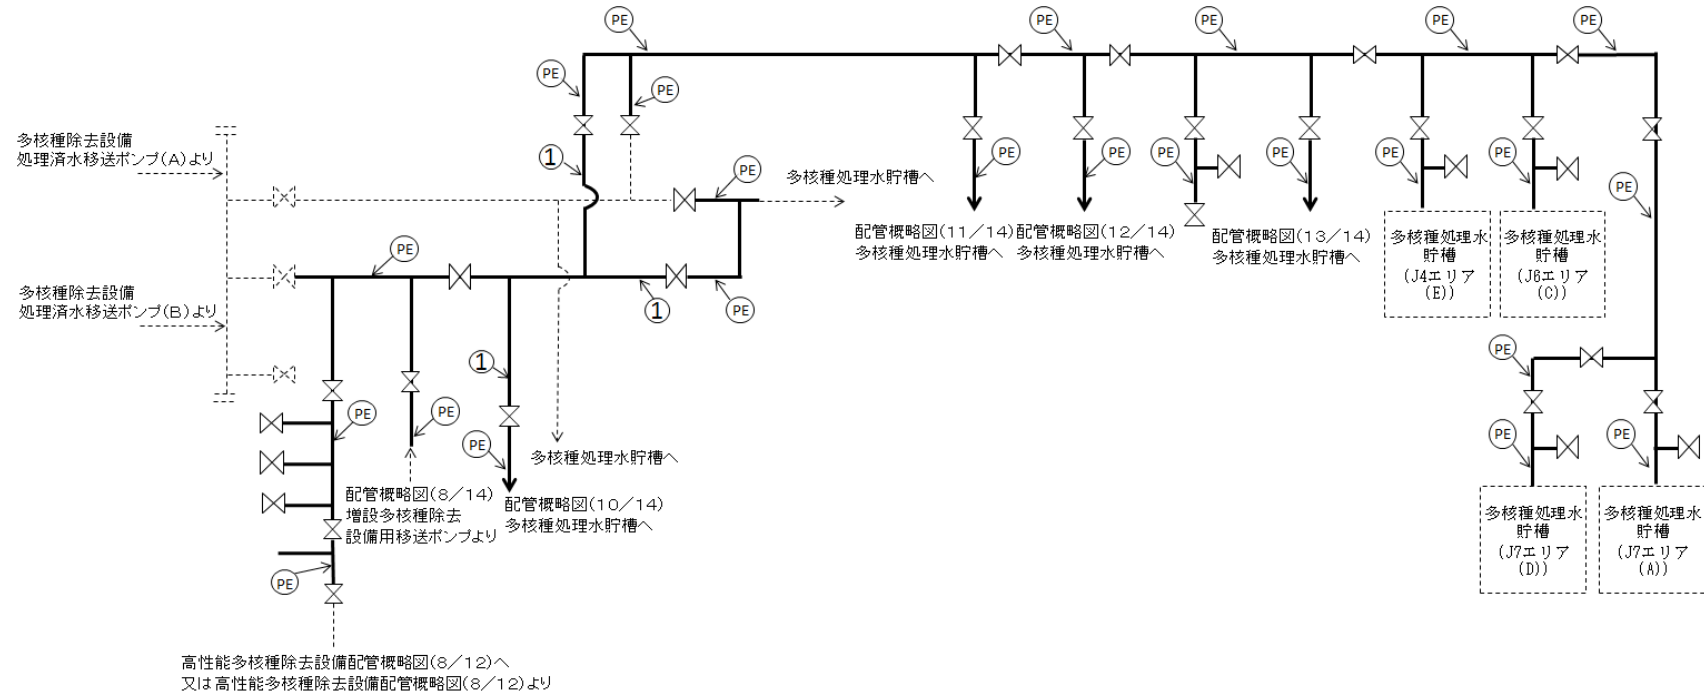 PE
PE
PE
PE
PE
PE
PE
多核種除去設備
処理済水移送ポンプ(A)より
1
PE
PE
PE
PE
PE
PE
PE
多核種処理水貯槽へ
PE
配管概略図(11/14)
多核種処理水貯槽へ
配管概略図(12/14)
多核種処理水貯槽へ
配管概略図(13/14)
多核種処理水貯槽へ
多核種処理水
貯槽
(J4エリア
(E))
多核種処理水
貯槽
(J6エリア
(C))
PE
多核種除去設備
処理済水移送ポンプ(B)より
1
PE
1
PE
PE
PE
PE
PE
PE
多核種処理水貯槽へ
配管概略図(8/14)
増設多核種除去
設備用移送ポンプより
配管概略図(10/14)
多核種処理水貯槽へ
多核種処理水
貯槽
(J7エリア
(D))
多核種処理水
貯槽
(J7エリア
(A))
PE
高性能多核種除去設備配管概略図(8/12)へ
又は高性能多核種除去設備配管概略図(8/12)より